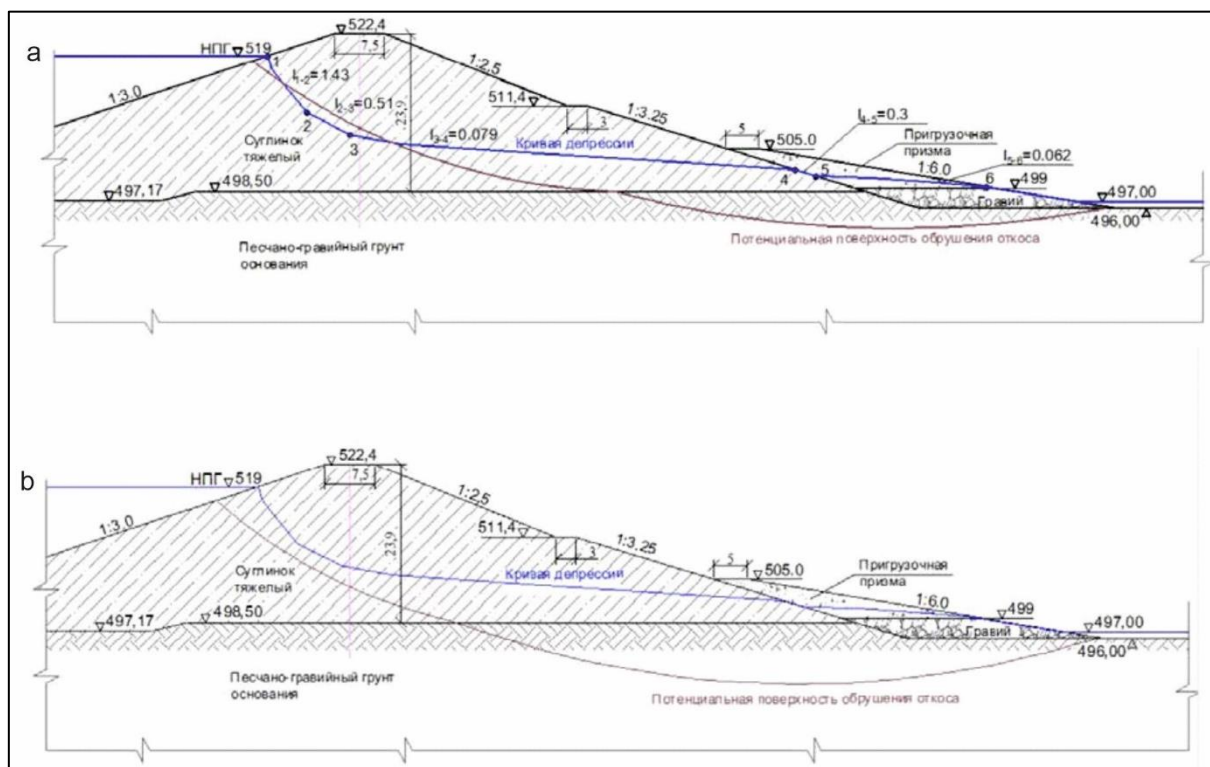 a
НПГ 519
522,4
7,5
1
1:3.0
I1-2=1.43
1:2,5
2
I2-3=0.51
3
23,9
I3-4=0.079
511,4
3
1:3.25
I4-5=0.3
5
505.0
Пригрузочная
призма
Кривая депрессии
Суглинок
тяжелый
4
5
1:6.0
I5-6=0.062
6
499
Гравий
497,17
498,50
497,00
496,00
Песчано-гравийный грунт
основания
Потенциальная поверхность обрушения откоса
b
НПГ 519
522,4
7,5
1:3,0
1:2,5
23,9
511,4
3
1:3.25
5
505.0
Пригрузочная
призма
Кривая депрессии
Суглинок
тяжелый
1:6.0
499
Гравий
497,17
498,50
497,00
496,00
Песчано-гравийный грунт
основания
Потенциальная поверхность обрушения откоса